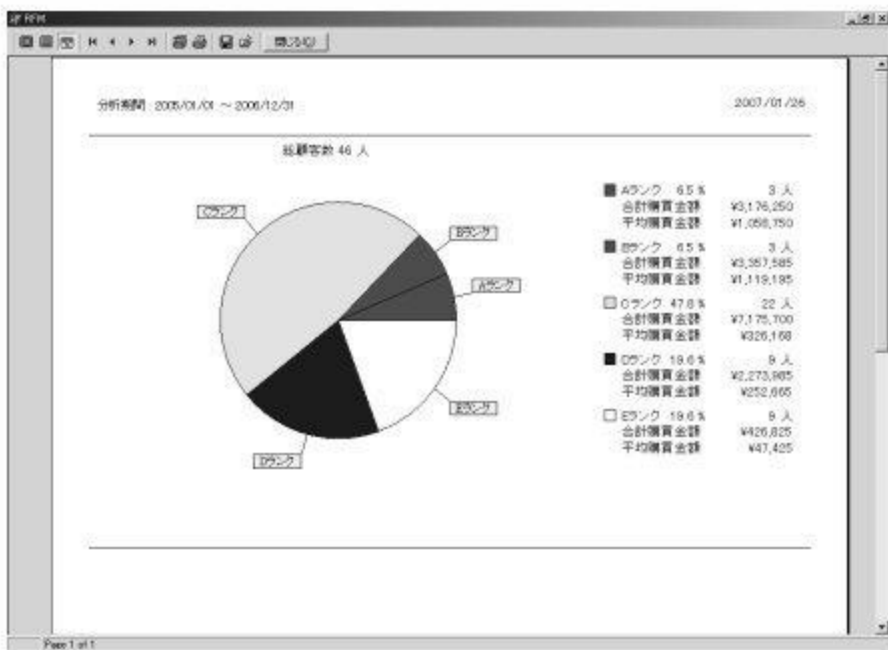 RFM
閉じる(C)
分析期間 2005/01/01 ～ 2006/12/31
2007/01/26
総顧客数 46 人
Cランク
Bランク
Aランク
Eランク
Dランク
Aランク 6.5 % 3 人
合計購買金額 ¥3,176,250
平均購買金額 ¥1,058,750
Bランク 6.5 % 3 人
合計購買金額 ¥3,357,585
平均購買金額 ¥1,119,195
Cランク 47.8 % 22 人
合計購買金額 ¥7,175,700
平均購買金額 ¥326,168
Dランク 19.6 % 9 人
合計購買金額 ¥2,273,985
平均購買金額 ¥252,665
Eランク 19.6 % 9 人
合計購買金額 ¥426,825
平均購買金額 ¥47,425
Page 1 of 1